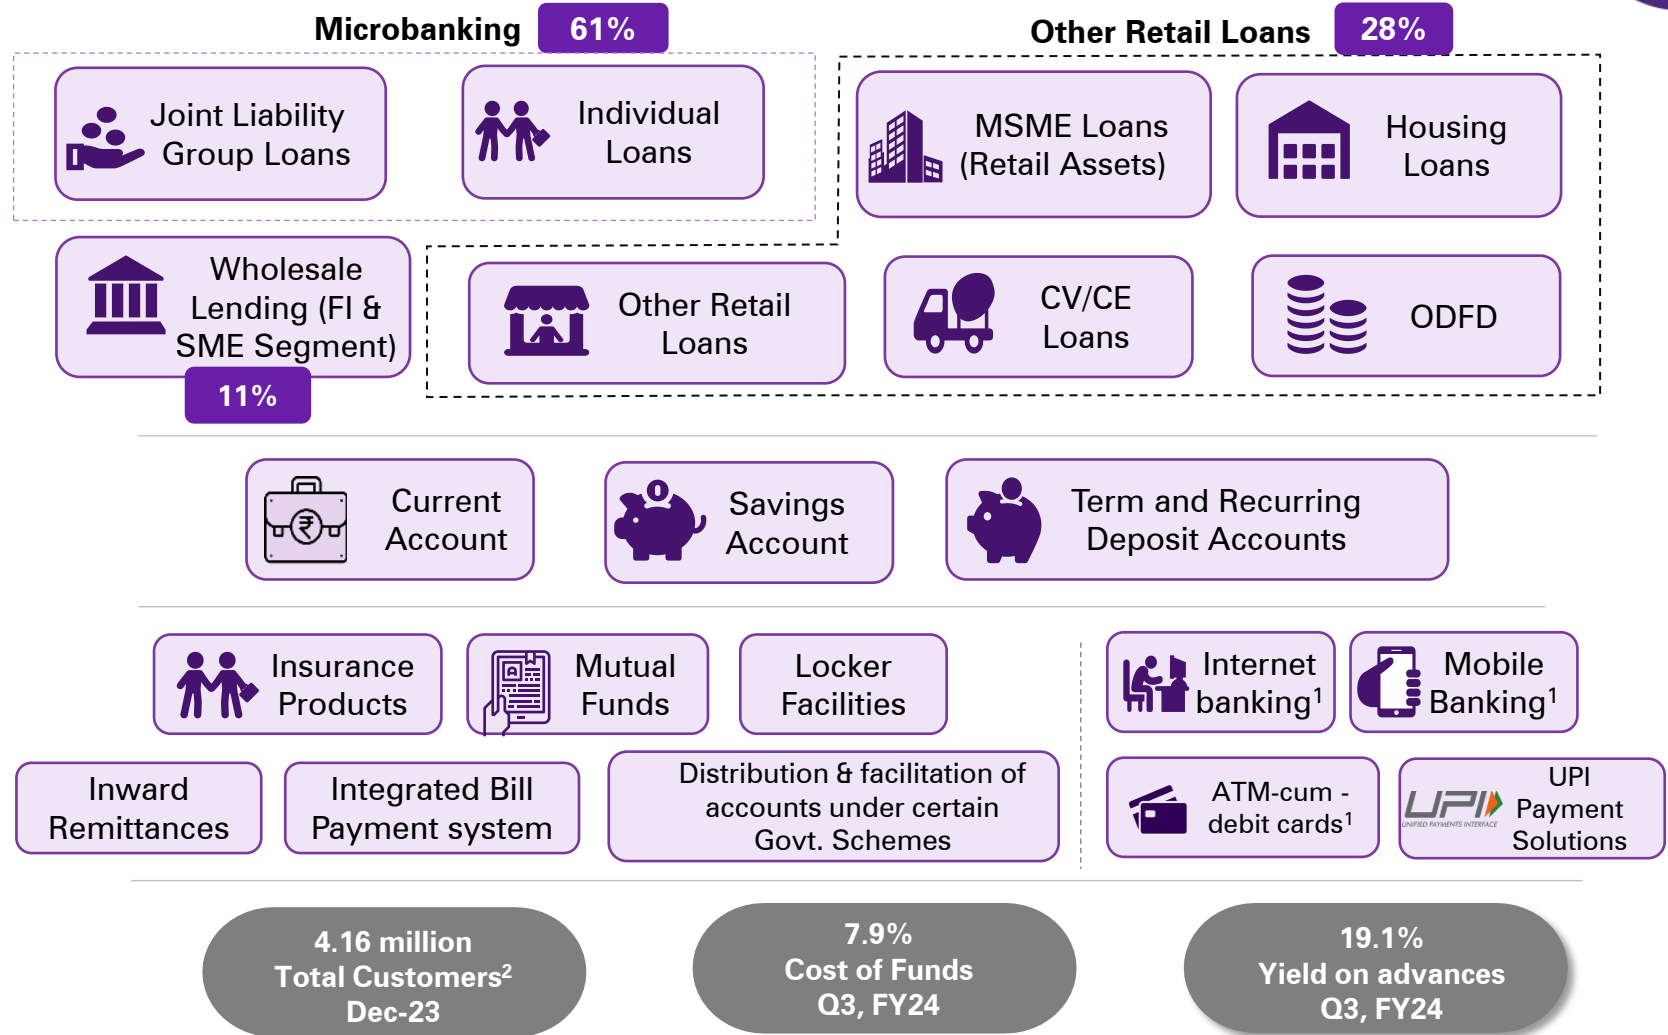 Microbanking 61%
Other Retail Loans 28%
Joint Liability
Group Loans
Individual
Loans
MSME Loans
(Retail Assets)
Housing
Loans
Wholesale
Lending (FI &
SME Segment)
11%
Other Retail
Loans
CV/CE
Loans
ODFD
Current
Account
Savings
Account
Term and Recurring
Deposit Accounts
Insurance
Products
Mutual
Funds
Locker
Facilities
Internet
banking¹
Mobile
Banking¹
Inward
Remittances
Integrated Bill
Payment system
Distribution & facilitation of
accounts under certain
Govt. Schemes
ATM-cum -
debit cards¹
UPI
UNIFIED PAYMENTS INTERFACE
UPI
Payment
Solutions
4.16 million
Total Customers²
Dec-23
7.9%
Cost of Funds
Q3, FY24
19.1%
Yield on advances
Q3, FY24